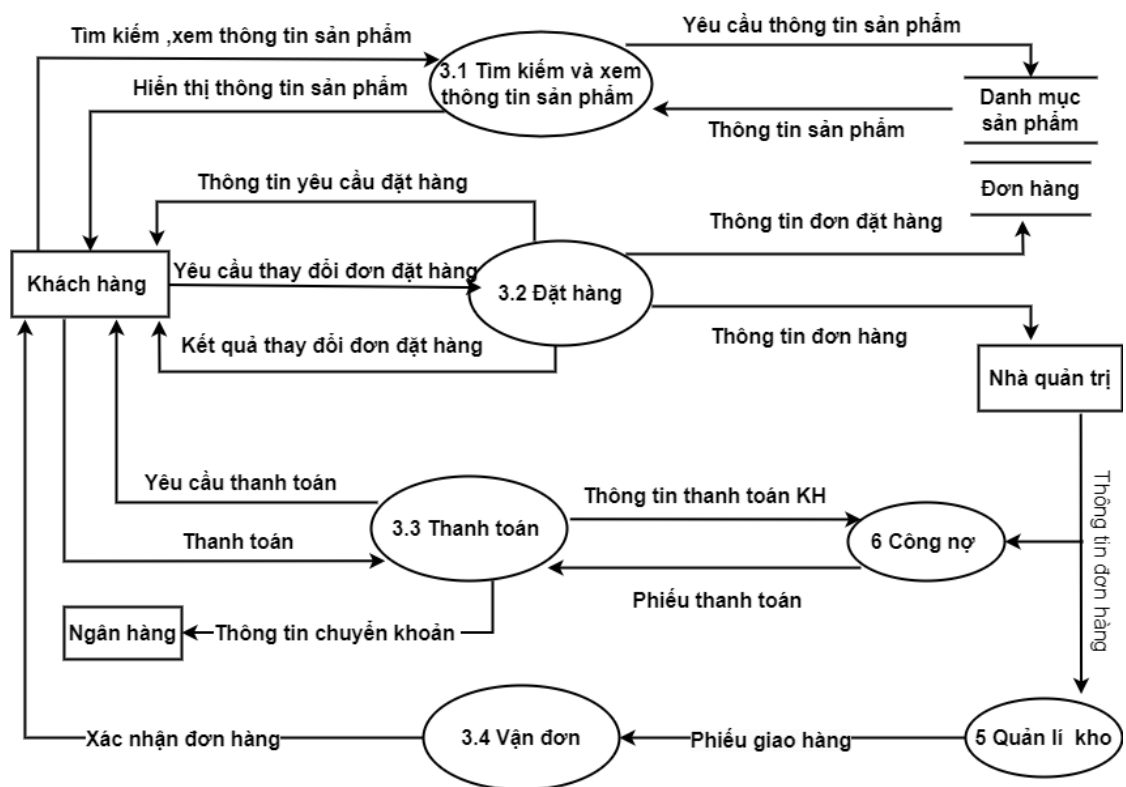 Tìm kiếm ,xem thông tin sản phẩm
Yêu cầu thông tin sản phẩm
3.1 Tìm kiếm và xem
thông tin sản phẩm
Hiển thị thông tin sản phẩm
Danh mục
sản phẩm
Thông tin sản phẩm
Thông tin yêu cầu đặt hàng
Đơn hàng
Thông tin đơn đặt hàng
Khách hàng
Yêu cầu thay đổi đơn đặt hàng
3.2 Đặt hàng
Kết quả thay đổi đơn đặt hàng
Thông tin đơn hàng
Nhà quản trị
Yêu cầu thanh toán
Thông tin thanh toán KH
3.3 Thanh toán
Thanh toán
6 Công nợ
Thông tin đơn hàng
Phiếu thanh toán
Ngân hàng
Thông tin chuyển khoản
Xác nhận đơn hàng
3.4 Vận đơn
Phiếu giao hàng
5 Quản lí  kho